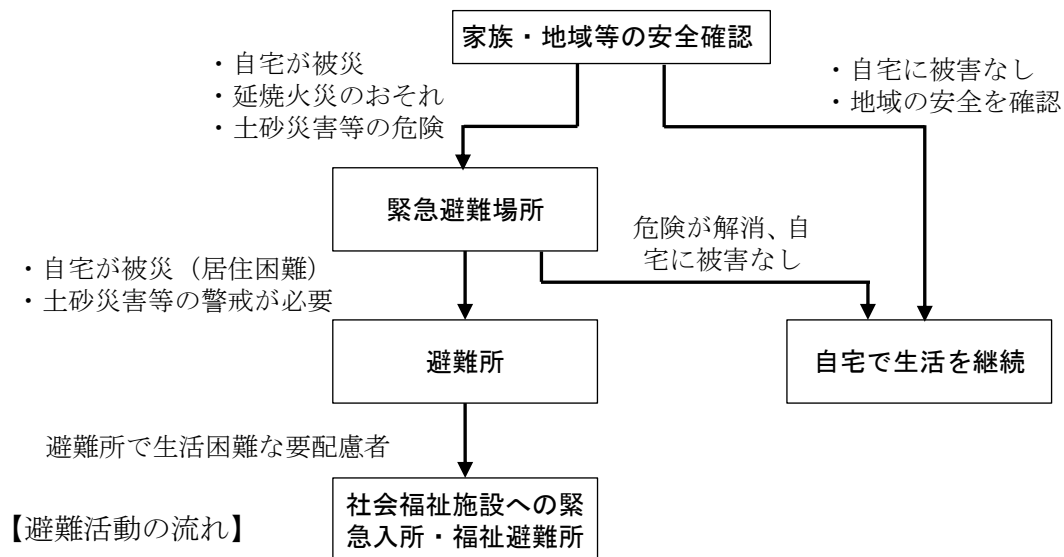 家族・地域等の安全確認
・自宅が被災
・延焼火災のおそれ
・土砂災害等の危険
・自宅に被害なし
・地域の安全を確認
緊急避難場所
危険が解消、自
宅に被害なし
・自宅が被災（居住困難）
・土砂災害等の警戒が必要
避難所
自宅で生活を継続
避難所で生活困難な要配慮者
社会福祉施設への緊
急入所・福祉避難所
【避難活動の流れ】